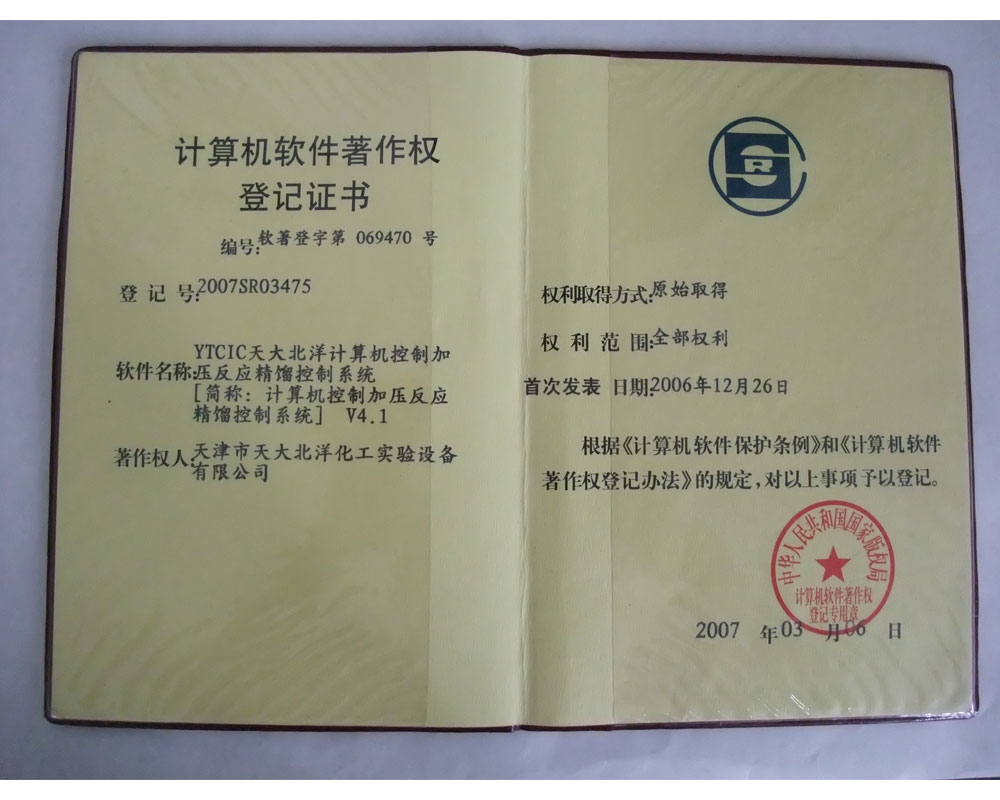 计算机软件著作权
登记证书
编号:软著登字第 069470 号
登 记 号:2007SR03475
软件名称:YTCIC天大北洋计算机控制加
压反应精馏控制系统
[简称：计算机控制加压反应
精馏控制系统] V4.1
著作权人:天津市天大北洋化工实验设备
有限公司
R
权利取得方式:原始取得
权 利 范 围:全部权利
首次发表 日期:2006年12月26日
根据《计算机软件保护条例》和《计算机软件
著作权登记办法》的规定,对以上事项予以登记。
中华人民共和国国家版权局
计算机软件著作权
登记专用章
2007 年 03 月 06 日